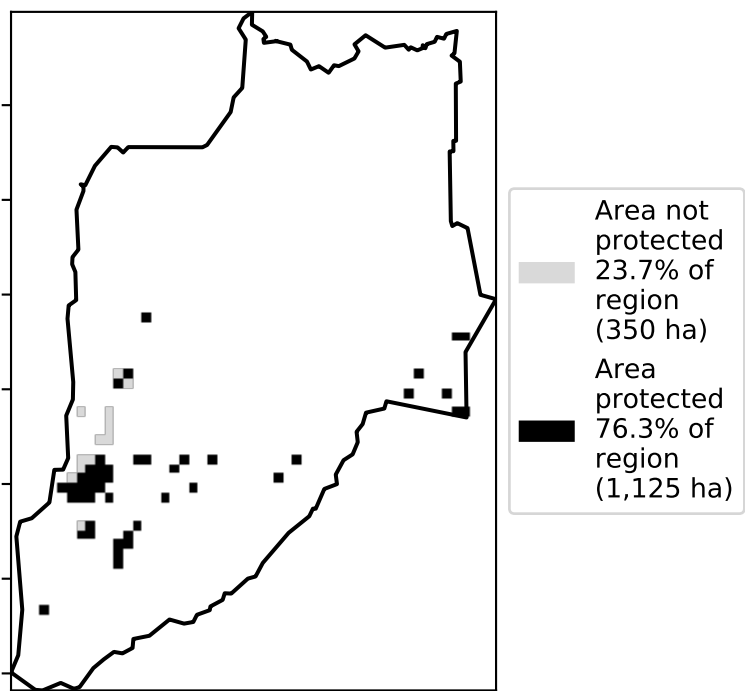 Area not
protected
23.7% of
region
(350 ha)
Area
protected
76.3% of
region
(1,125 ha)